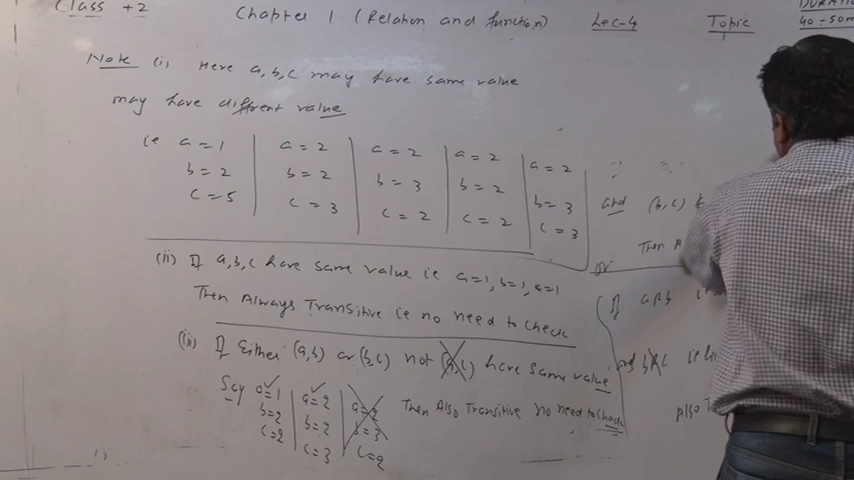 Class +2
Chapter 1 (Relation and function)
Lec-4
Topic
1
DURATIO
40-50m
Note (i) Here a, b, c may have same value
may have different value
ie a = 1
b = 2
c = 5
a = 2
b = 2
c = 3
a = 2
b = 3
c = 2
a = 2
b = 2
c = 2
a = 2
b = 3
c = 3
and (b, c)
Then
or
(ii) If a, b, c have same value ie a=1, b=1, c=1
Then Always Transitive ie no need to check
If a R b
(iii) If Either (a, b) or (b, c) not (a, c) have same value
Say a=1
b=2
c=2
a=2
b=2
c=3
a=2
b=3
c=2
Then Also Transitive no need to check
Also